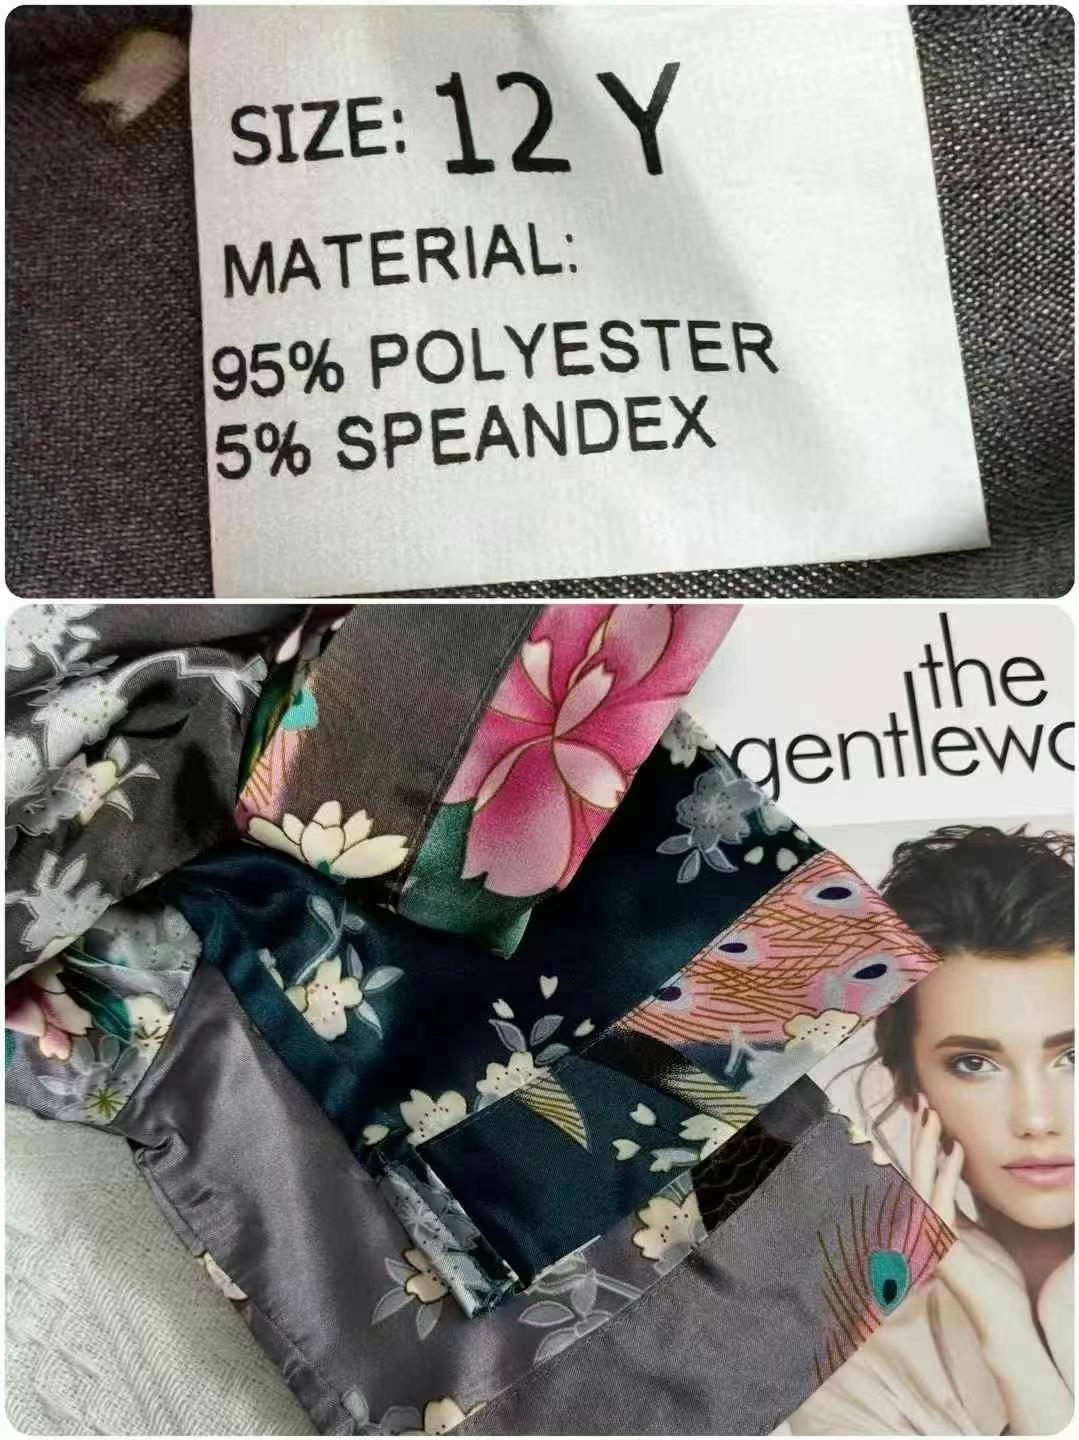 SIZE: 12 Y
MATERIAL:
95% POLYESTER
5% SPEANDEX
the
gentlewo